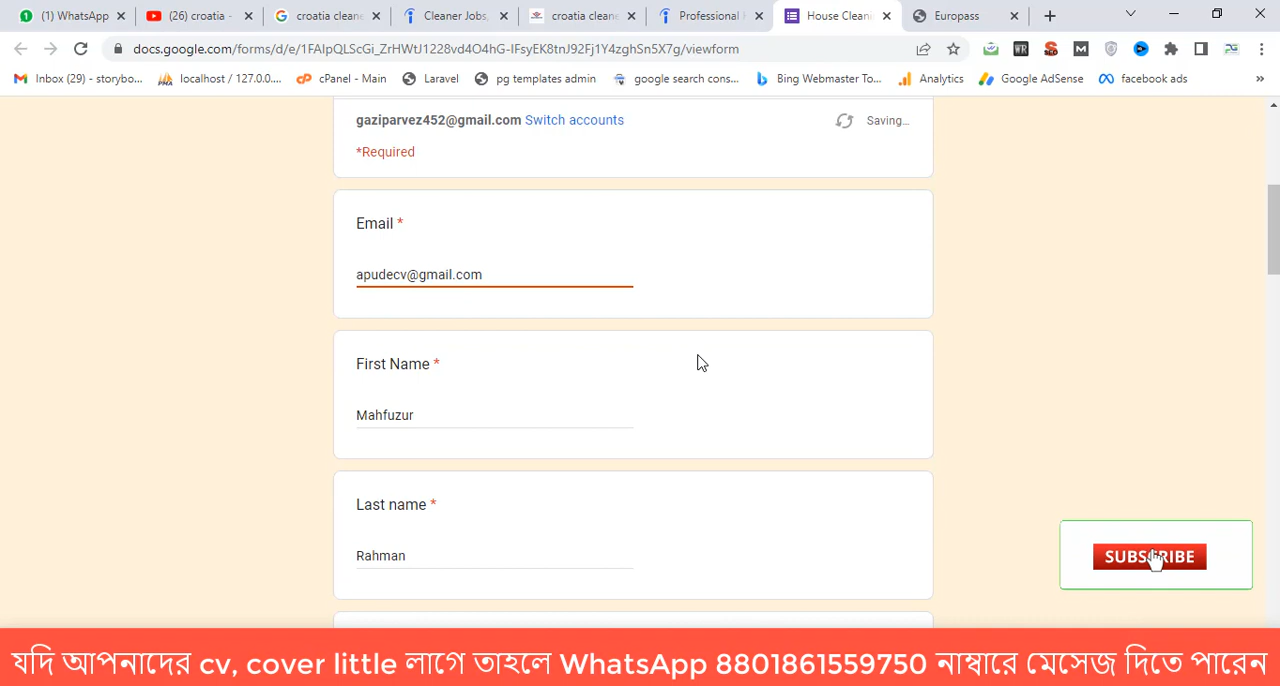 (1) WhatsApp
(26) croatia -
croatia cleane
Cleaner Jobs,
croatia cleane
Professional
House Clean
Europass
docs.google.com/forms/d/e/1FAIpQLScGi_ZrHWtJ1228vd4O4hG-IFsyEK8tnJ92Fj1Y4zghSn5X7g/viewform
Inbox (29) - storybo...
localhost / 127.0.0....
cPanel - Main
Laravel
pg templates admin
google search cons...
Bing Webmaster To...
Analytics
Google AdSense
facebook ads
»
gaziparvez452@gmail.com Switch accounts
Saving...
*Required
Email *
apudecv@gmail.com
First Name *
Mahfuzur
Last name *
Rahman
SUBSCRIBE
যদি আপনাদের cv, cover little লাগে তাহলে WhatsApp 8801861559750 নাম্বারে মেসেজ দিতে পারেন